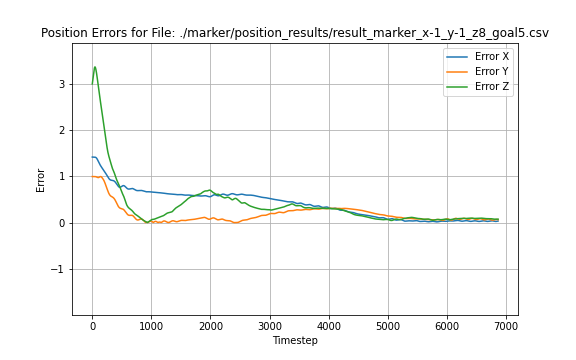 Position Errors for File: ./marker/position_results/result_marker_x-1_y-1_z8_goal5.csv
Error X
Error Y
Error Z
3
2
1
0
−1
Error
0
1000
2000
3000
4000
5000
6000
7000
Timestep